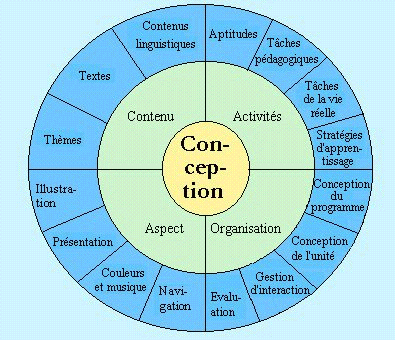 Contenus
linguistiques
Aptitudes
Tâches
pédagogiques
Tâches
de la vie
réelle
Stratégies
d'appren-
tissage
Conception
du
programme
Conception
de l'unité
Gestion
d'interaction
Evalu-
ation
Navi-
gation
Couleurs
et musique
Présentation
Illustra-
tion
Thèmes
Textes
Contenu
Activités
Aspect
Organisation
Con-
cep-
tion